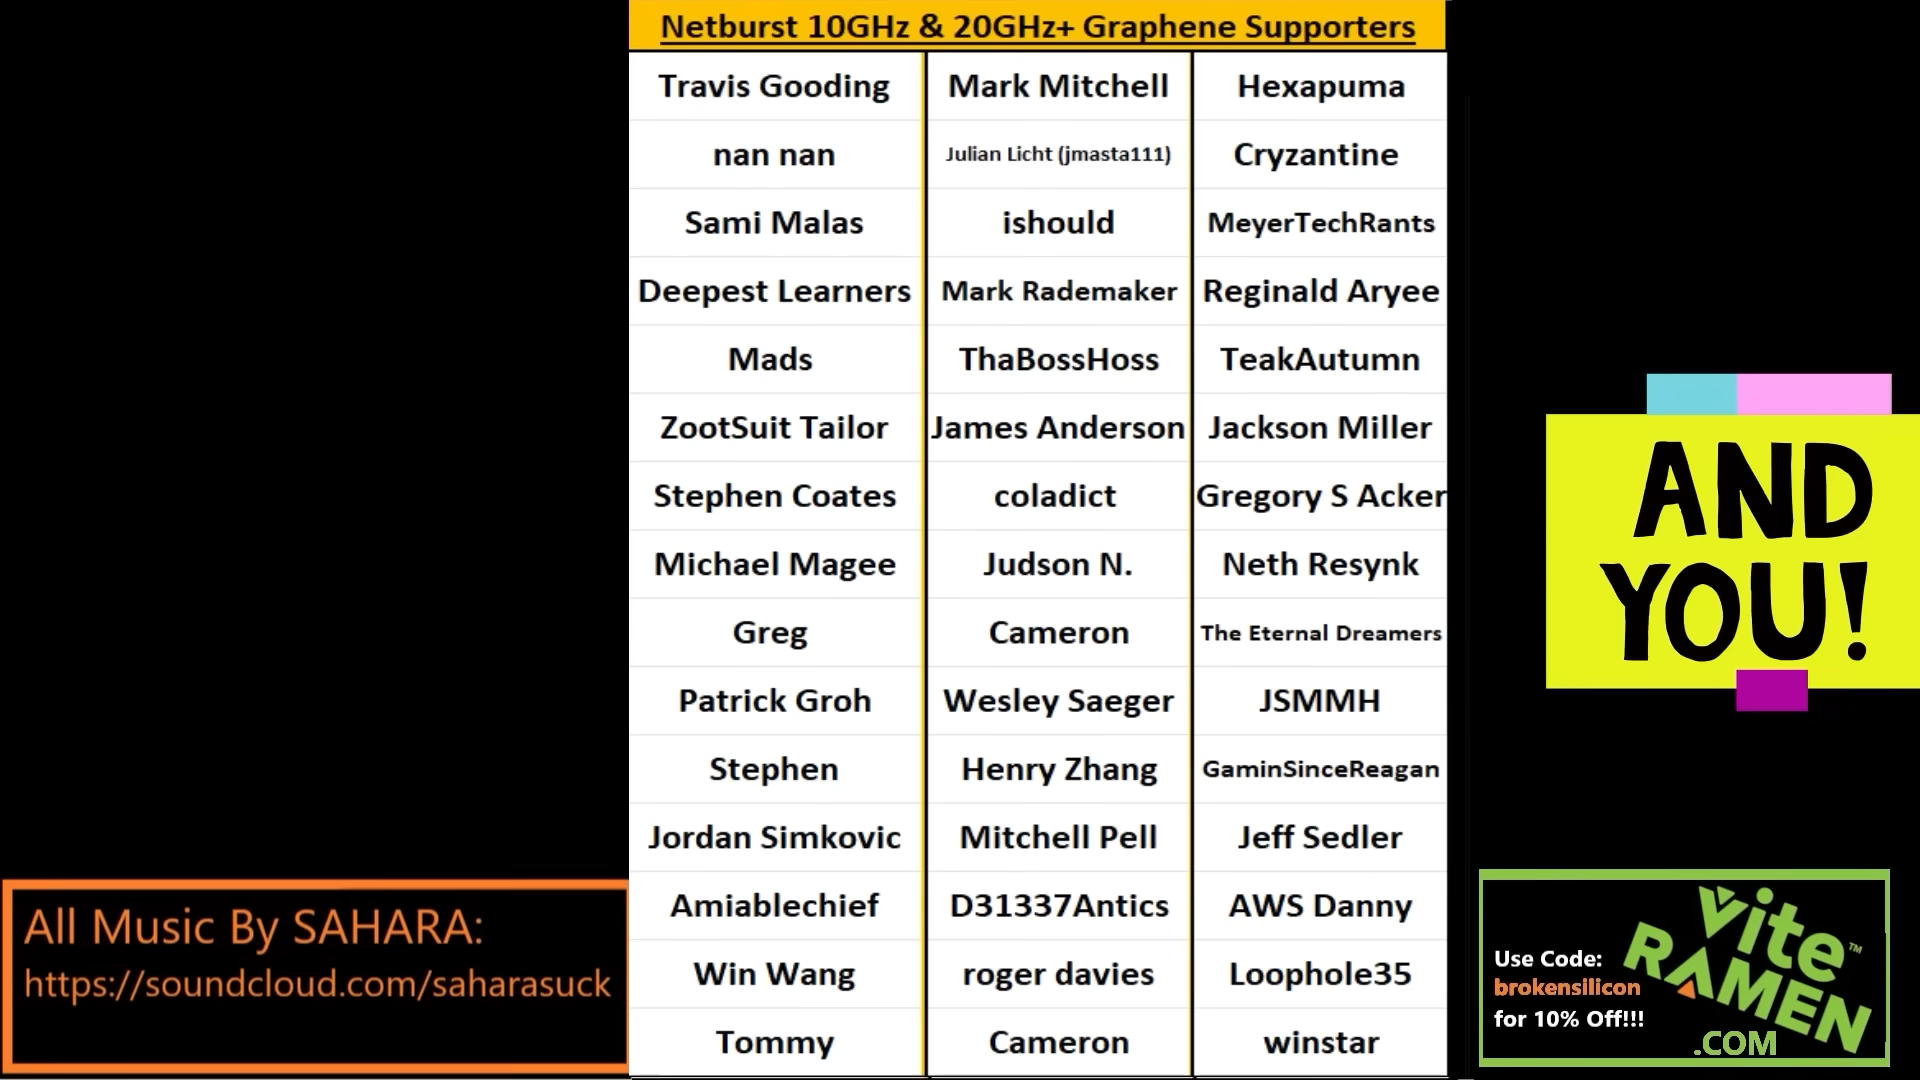 Netburst 10GHz & 20GHz+ Graphene Supporters
Travis Gooding Mark Mitchell Hexapuma
nan nan Julian Licht (jmasta111) Cryzantine
Sami Malas ishould MeyerTechRants
Deepest Learners Mark Rademaker Reginald Aryee
Mads ThaBossHoss TeakAutumn
ZootSuit Tailor James Anderson Jackson Miller
Stephen Coates coladict Gregory S Acker
Michael Magee Judson N. Neth Resynk
Greg Cameron The Eternal Dreamers
Patrick Groh Wesley Saeger JSMMH
Stephen Henry Zhang GaminSinceReagan
Jordan Simkovic Mitchell Pell Jeff Sedler
Amiablechief D31337Antics AWS Danny
Win Wang roger davies Loophole35
Tommy Cameron winstar
AND
YOU!
All Music By SAHARA:
https://soundcloud.com/saharasuck
Use Code:
brokensilicon
for 10% Off!!!
Vite™
RAMEN
.COM